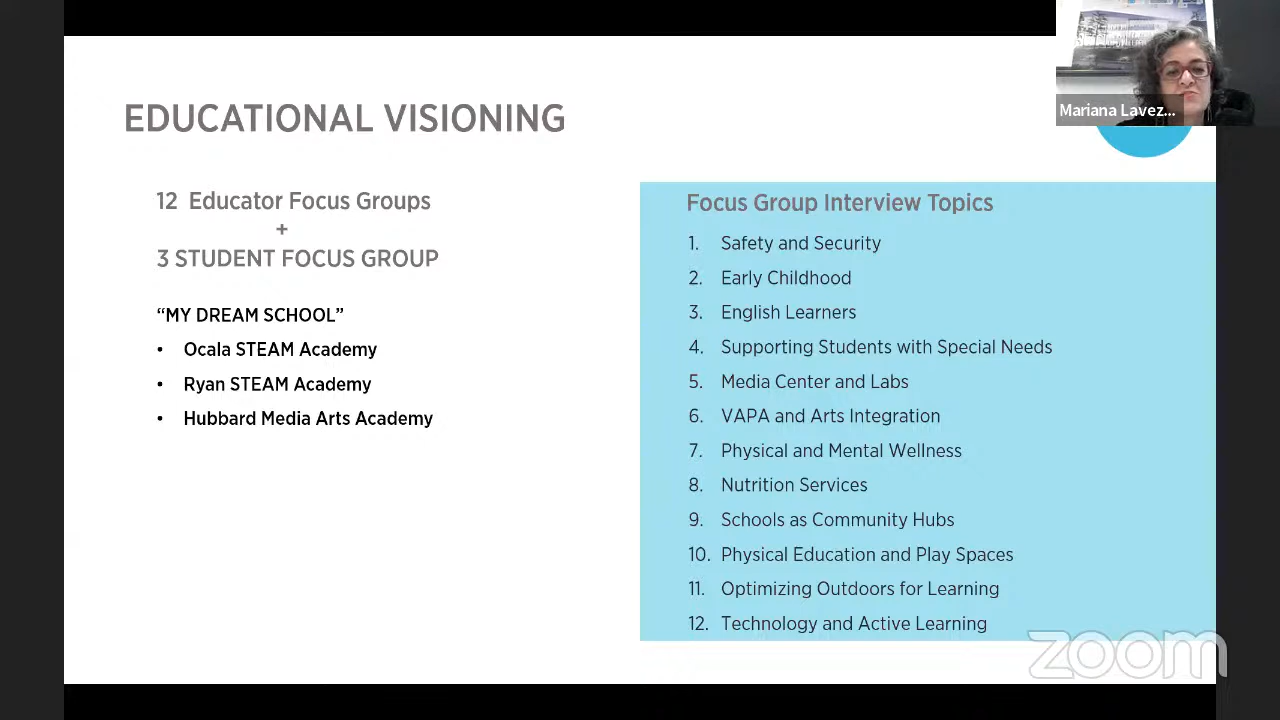 EDUCATIONAL VISIONING
12 Educator Focus Groups
+
3 STUDENT FOCUS GROUP
“MY DREAM SCHOOL”
• Ocala STEAM Academy
• Ryan STEAM Academy
• Hubbard Media Arts Academy
Mariana Lavez...
Focus Group Interview Topics
1. Safety and Security
2. Early Childhood
3. English Learners
4. Supporting Students with Special Needs
5. Media Center and Labs
6. VAPA and Arts Integration
7. Physical and Mental Wellness
8. Nutrition Services
9. Schools as Community Hubs
10. Physical Education and Play Spaces
11. Optimizing Outdoors for Learning
12. Technology and Active Learning
zoom